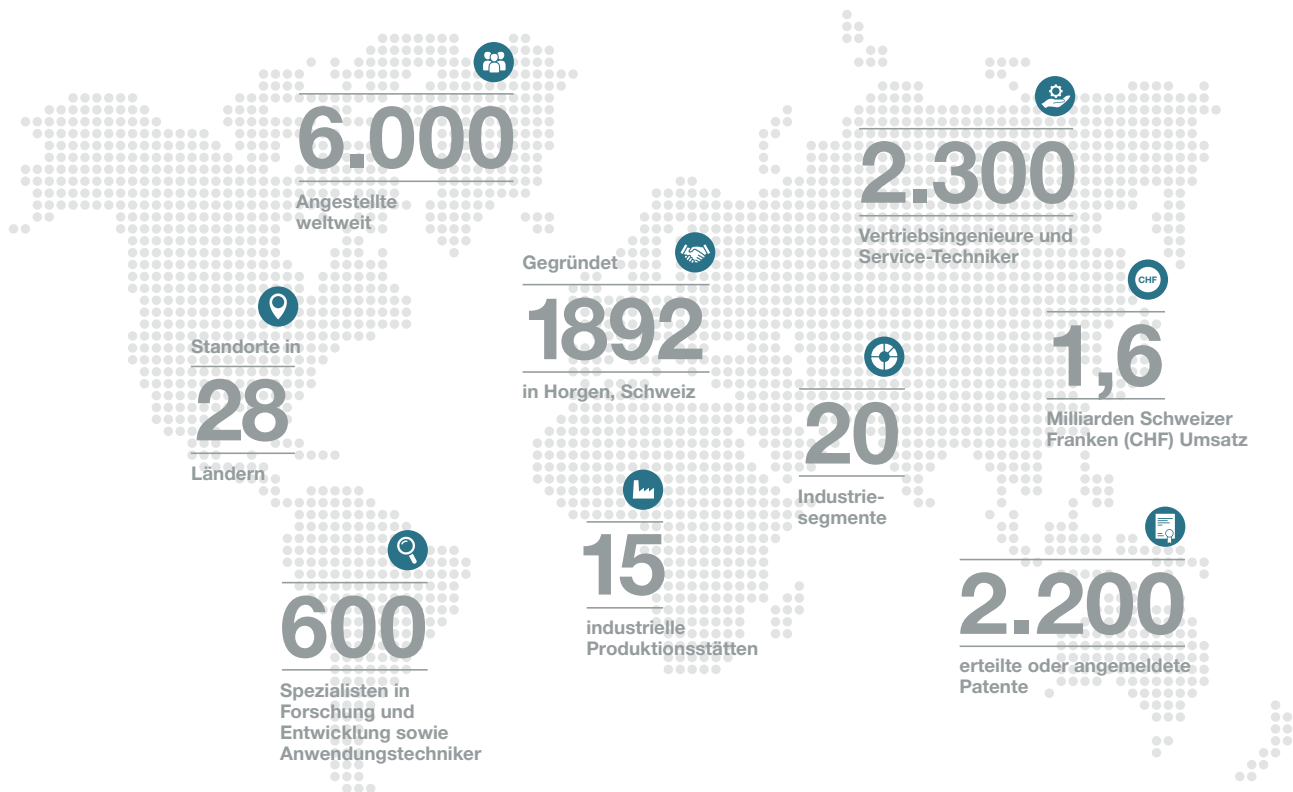 6.000
Angestellte
weltweit
2.300
Vertriebsingenieure und
Service-Techniker
Gegründet
1892
in Horgen, Schweiz
CHF
1,6
Milliarden Schweizer
Franken (CHF) Umsatz
Standorte in
28
Ländern
20
Industrie-
segmente
15
industrielle
Produktionsstätten
600
Spezialisten in
Forschung und
Entwicklung sowie
Anwendungstechniker
2.200
erteilte oder angemeldete
Patente